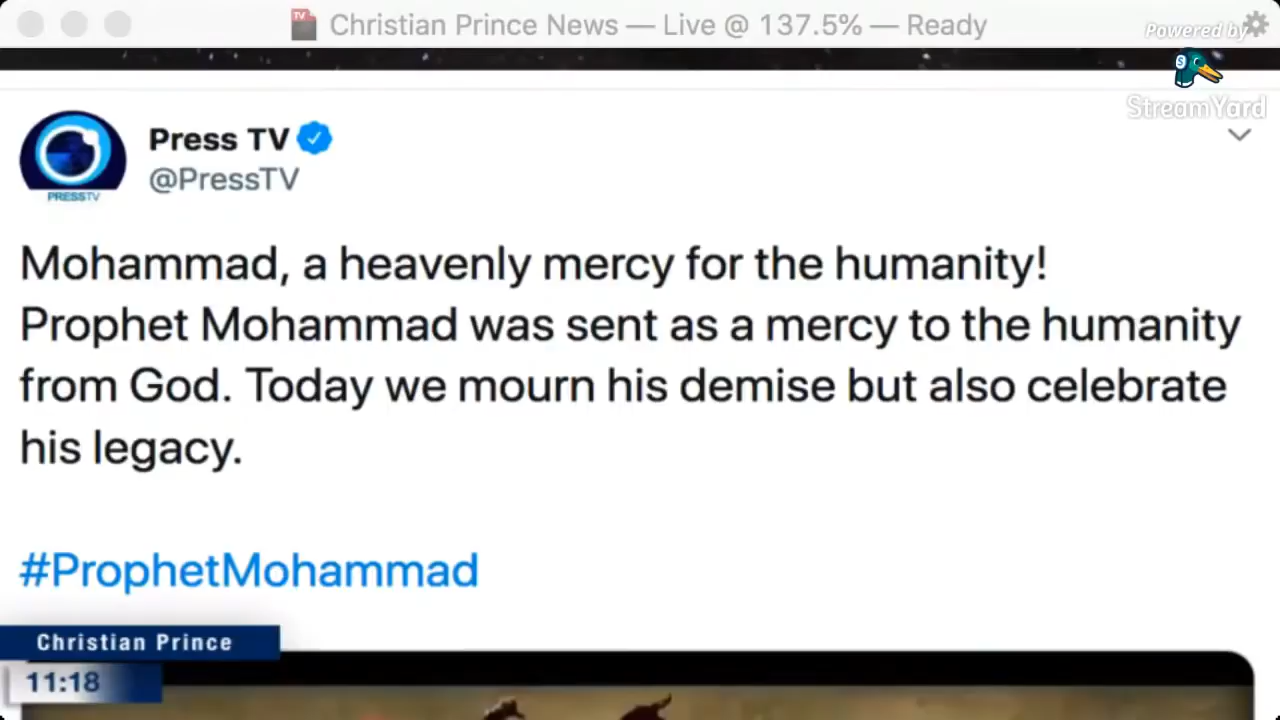 Christian Prince News — Live @ 137.5% — Ready
Powered by
S
StreamYard
PRESSTV
Press TV
@PressTV
Mohammad, a heavenly mercy for the humanity!
Prophet Mohammad was sent as a mercy to the humanity
from God. Today we mourn his demise but also celebrate
his legacy.
#ProphetMohammad
Christian Prince
11:18